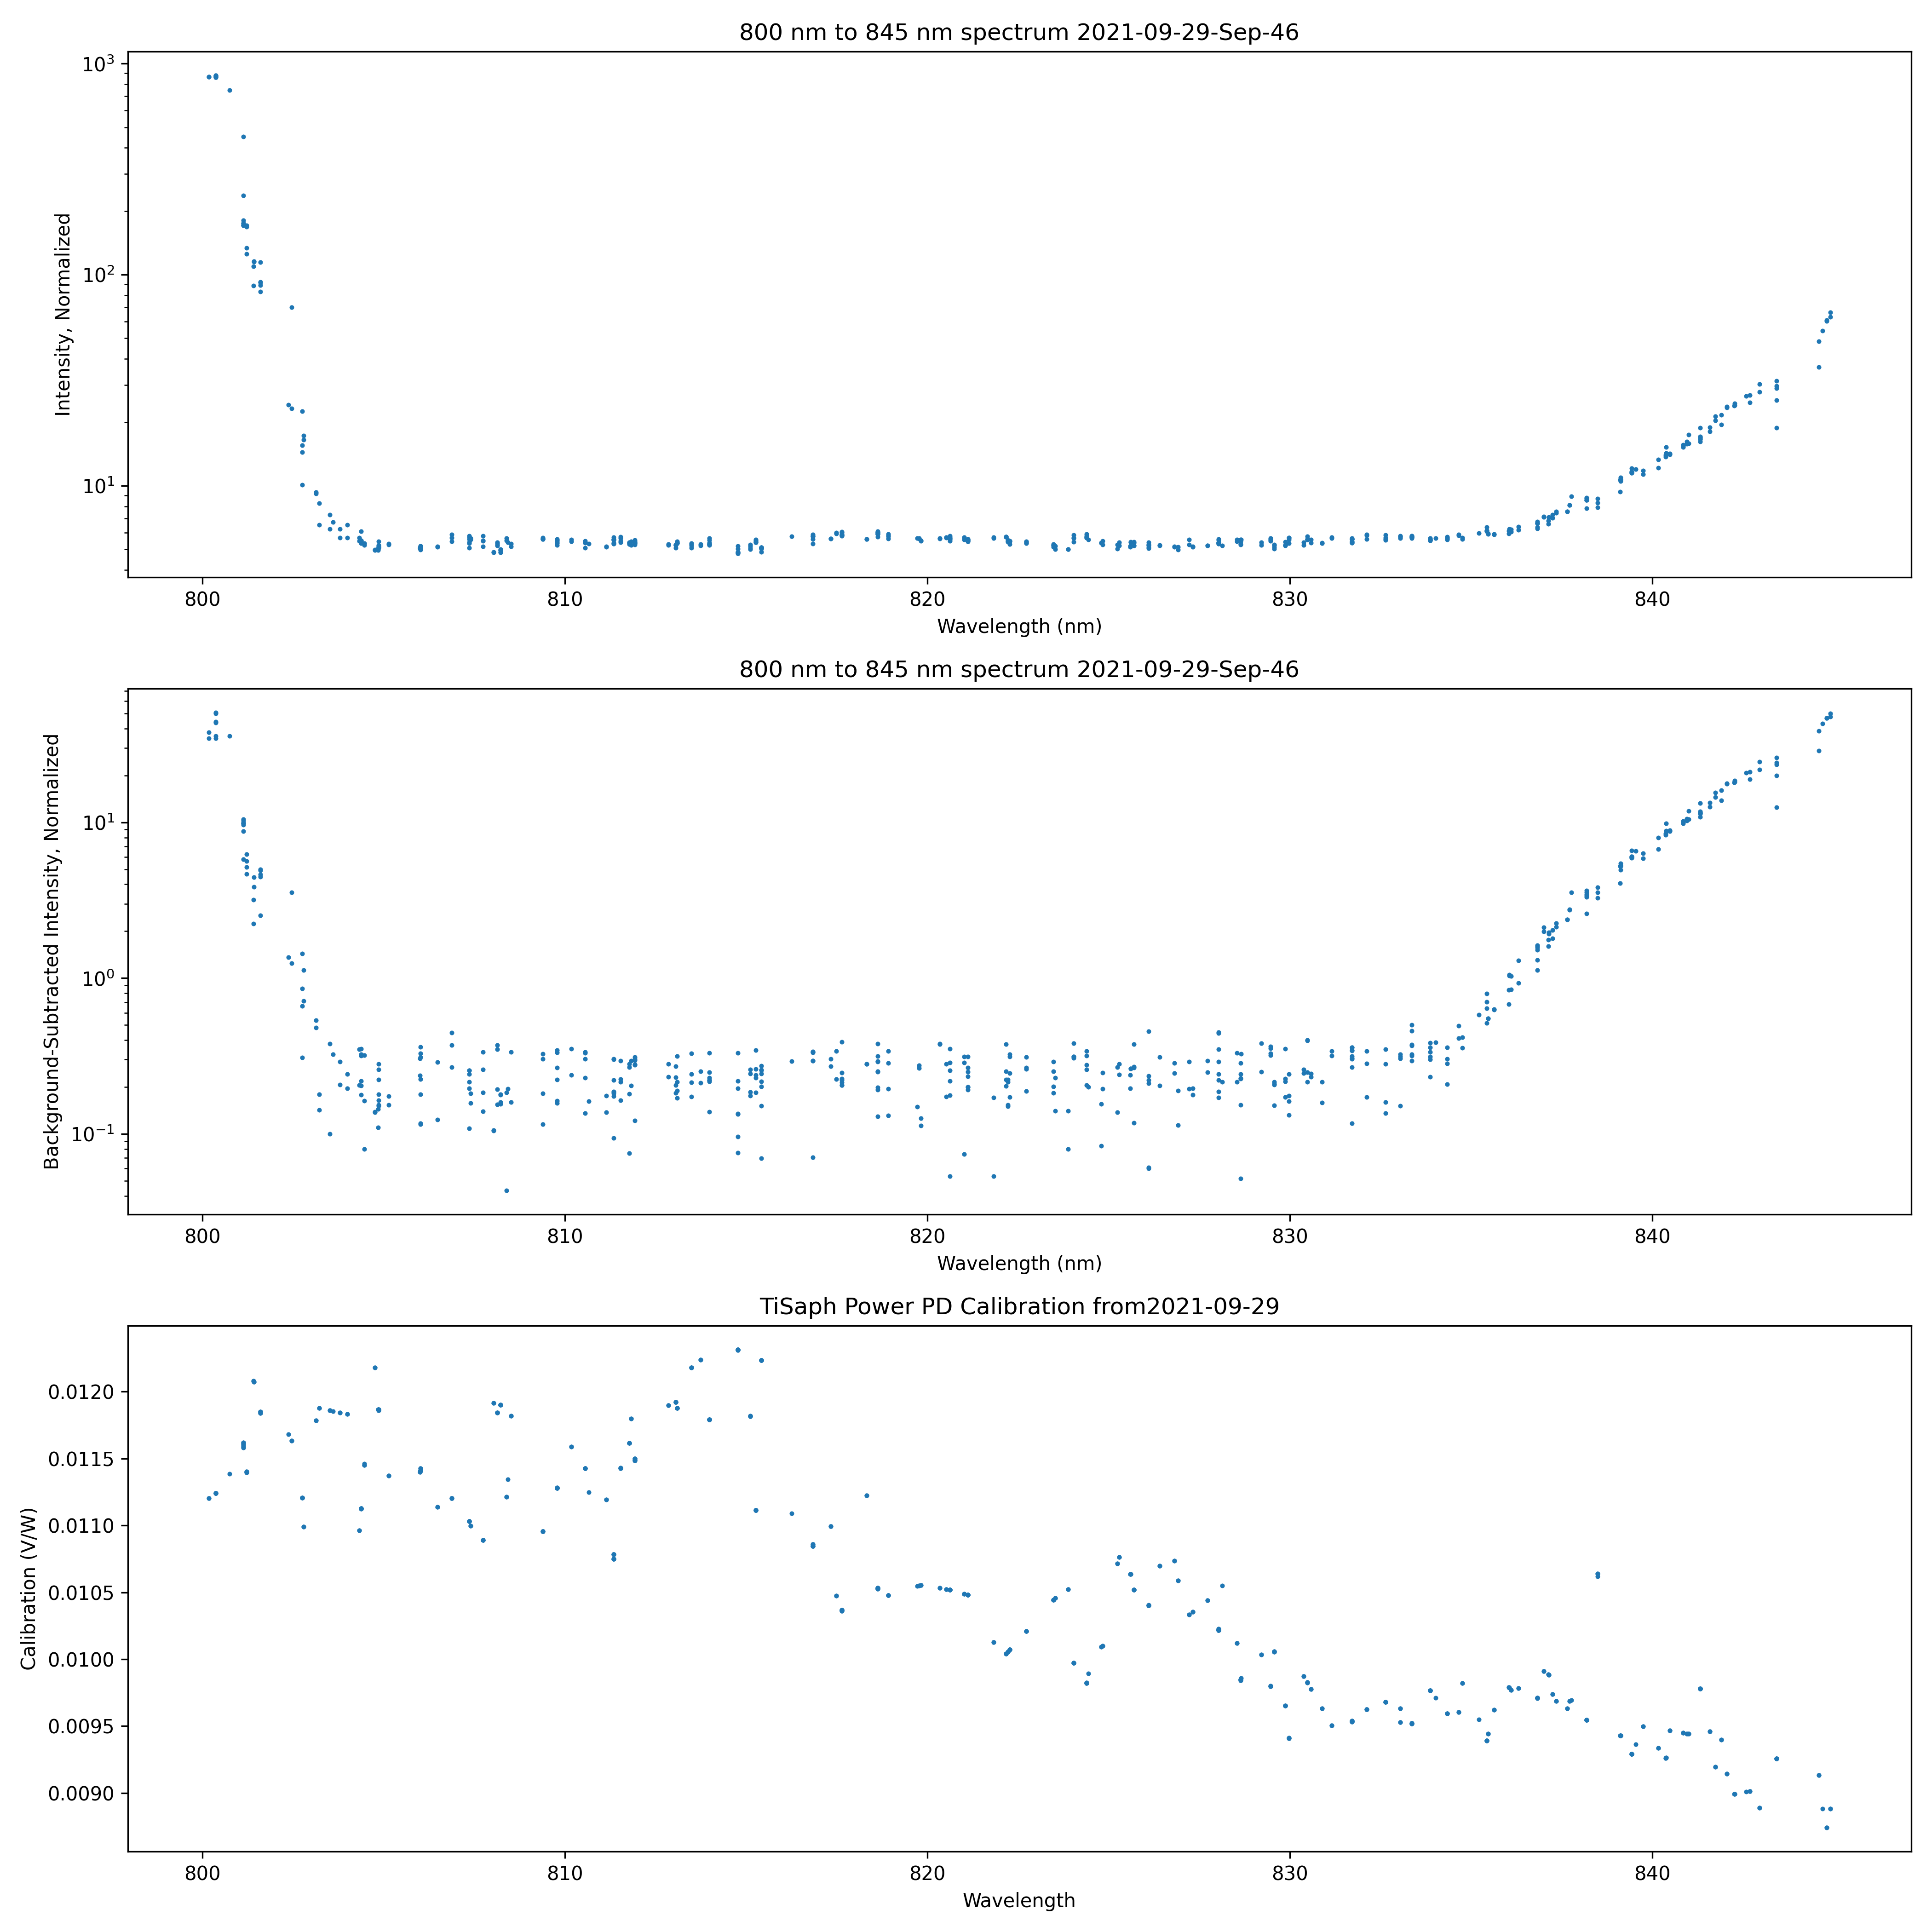 800 nm to 845 nm spectrum 2021-09-29-Sep-46
Intensity, Normalized
10³
10²
10¹
800 810 820 830 840
Wavelength (nm)
800 nm to 845 nm spectrum 2021-09-29-Sep-46
Background-Subtracted Intensity, Normalized
10¹
10⁰
10⁻¹
800 810 820 830 840
Wavelength (nm)
TiSaph Power PD Calibration from2021-09-29
Calibration (V/W)
0.0120
0.0115
0.0110
0.0105
0.0100
0.0095
0.0090
800 810 820 830 840
Wavelength